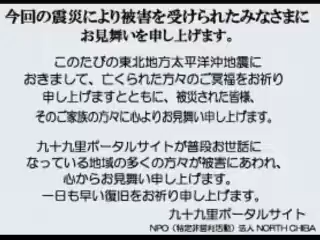 今回の震災により被害を受けられたみなさまに
お見舞いを申し上げます。
このたびの東北地方太平洋沖地震に
おきまして、亡くられた方々のご冥福をお祈り
申し上げますとともに、被災された皆様、
そのご家族の方々に心よりお見舞い申し上げます。
九十九里ポータルサイトが普段お世話に
なっている地域の多くの方々が被害にあわれ、
心からお見舞い申し上げます。
一日も早い復旧をお祈り申し上げます。
九十九里ポータルサイト
NPO（特定非営利活動）法人 NORTH CHIBA